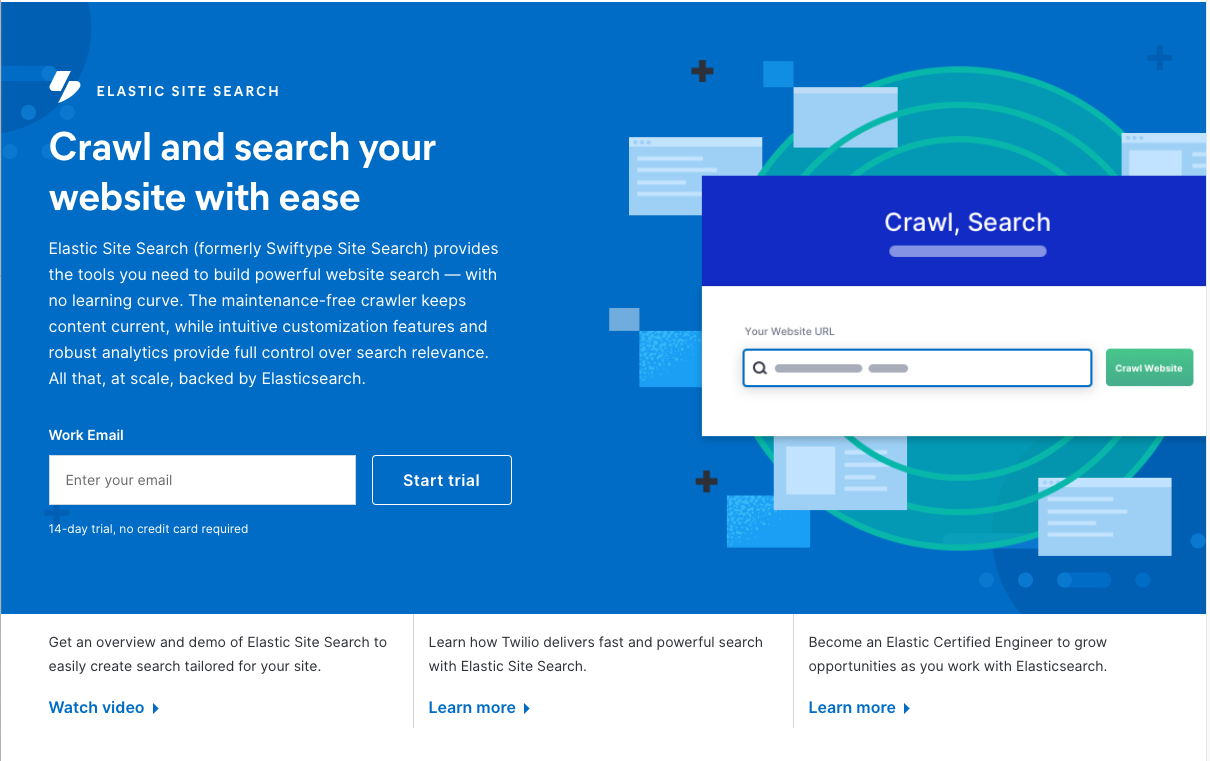 ELASTIC SITE SEARCH
Crawl and search your
website with ease
Elastic Site Search (formerly Swiftype Site Search) provides
the tools you need to build powerful website search — with
no learning curve. The maintenance-free crawler keeps
content current, while intuitive customization features and
robust analytics provide full control over search relevance.
All that, at scale, backed by Elasticsearch.
Work Email
Enter your email
Start trial
14-day trial, no credit card required
Crawl, Search
Your Website URL
Crawl Website
Get an overview and demo of Elastic Site Search to
easily create search tailored for your site.
Watch video
Learn how Twilio delivers fast and powerful search
with Elastic Site Search.
Learn more
Become an Elastic Certified Engineer to grow
opportunities as you work with Elasticsearch.
Learn more